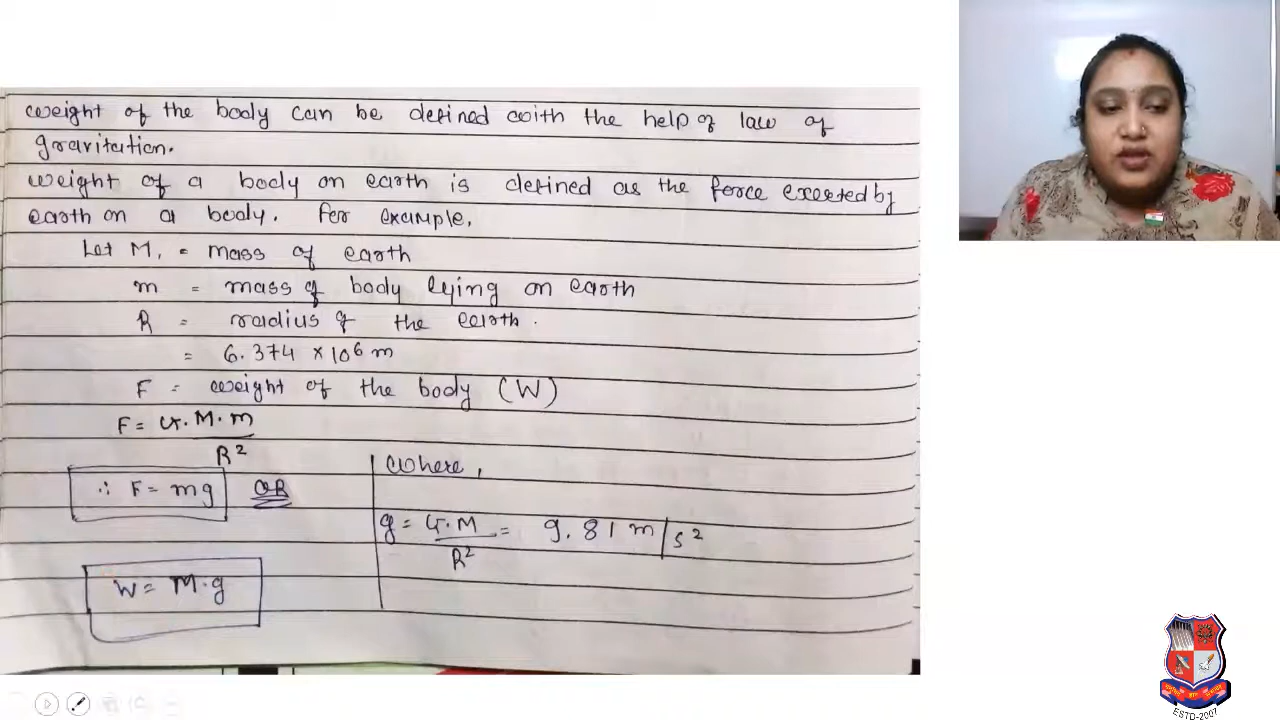 weight of the body can be defined with the help of law of
gravitation.
weight of a body on earth is defined as the force exerted by
earth on a body. For example,
Let M, = mass of earth
m = mass of body lying on earth
R = radius of the earth.
= 6.374 × 10⁶ m
F = weight of the body (W)
F = G.M.m
R²
∴ F = mg OR
where,
g = G.M = 9.81 m/s²
R²
W = M.g
ESTD-2007